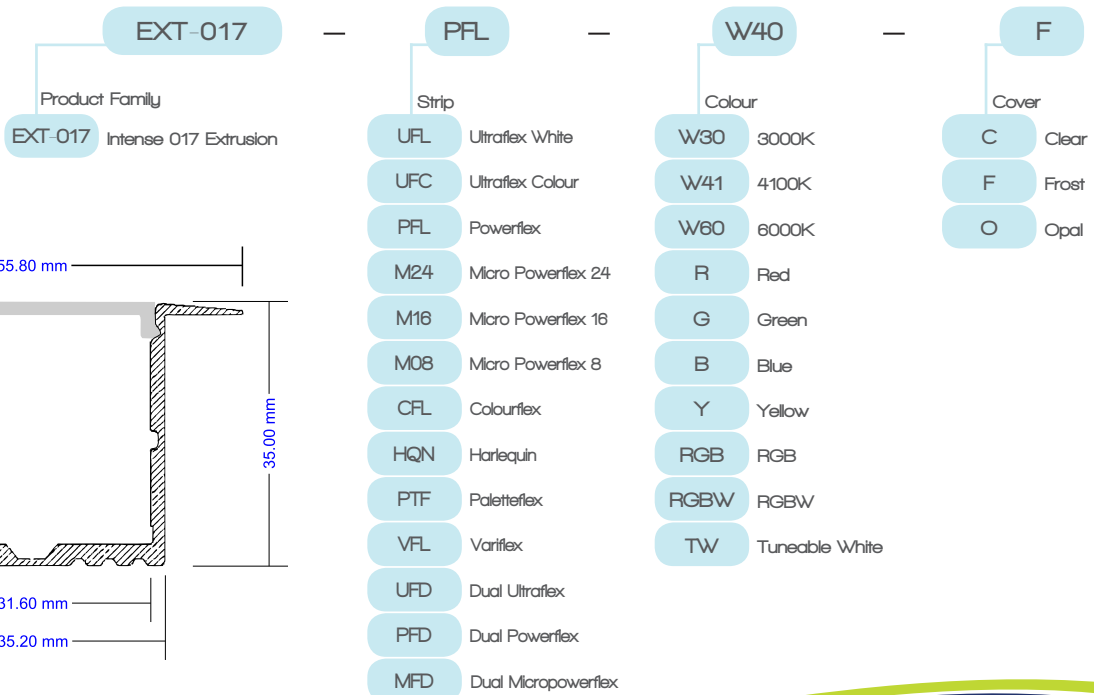 EXT-017 — PFL — W40 — F
Product Family
EXT-017 Intense 017 Extrusion
Strip
UFL Ultraflex White
UFC Ultraflex Colour
PFL Powerflex
M24 Micro Powerflex 24
M16 Micro Powerflex 16
M08 Micro Powerflex 8
CFL Colourflex
HQN Harlequin
PTF Paletteflex
VFL Variflex
UFD Dual Ultraflex
PFD Dual Powerflex
MFD Dual Micropowerflex
Colour
W30 3000K
W41 4100K
W60 6000K
R Red
G Green
B Blue
Y Yellow
RGB RGB
RGBW RGBW
TW Tuneable White
Cover
C Clear
F Frost
O Opal
55.80 mm
35.00 mm
31.60 mm
35.20 mm